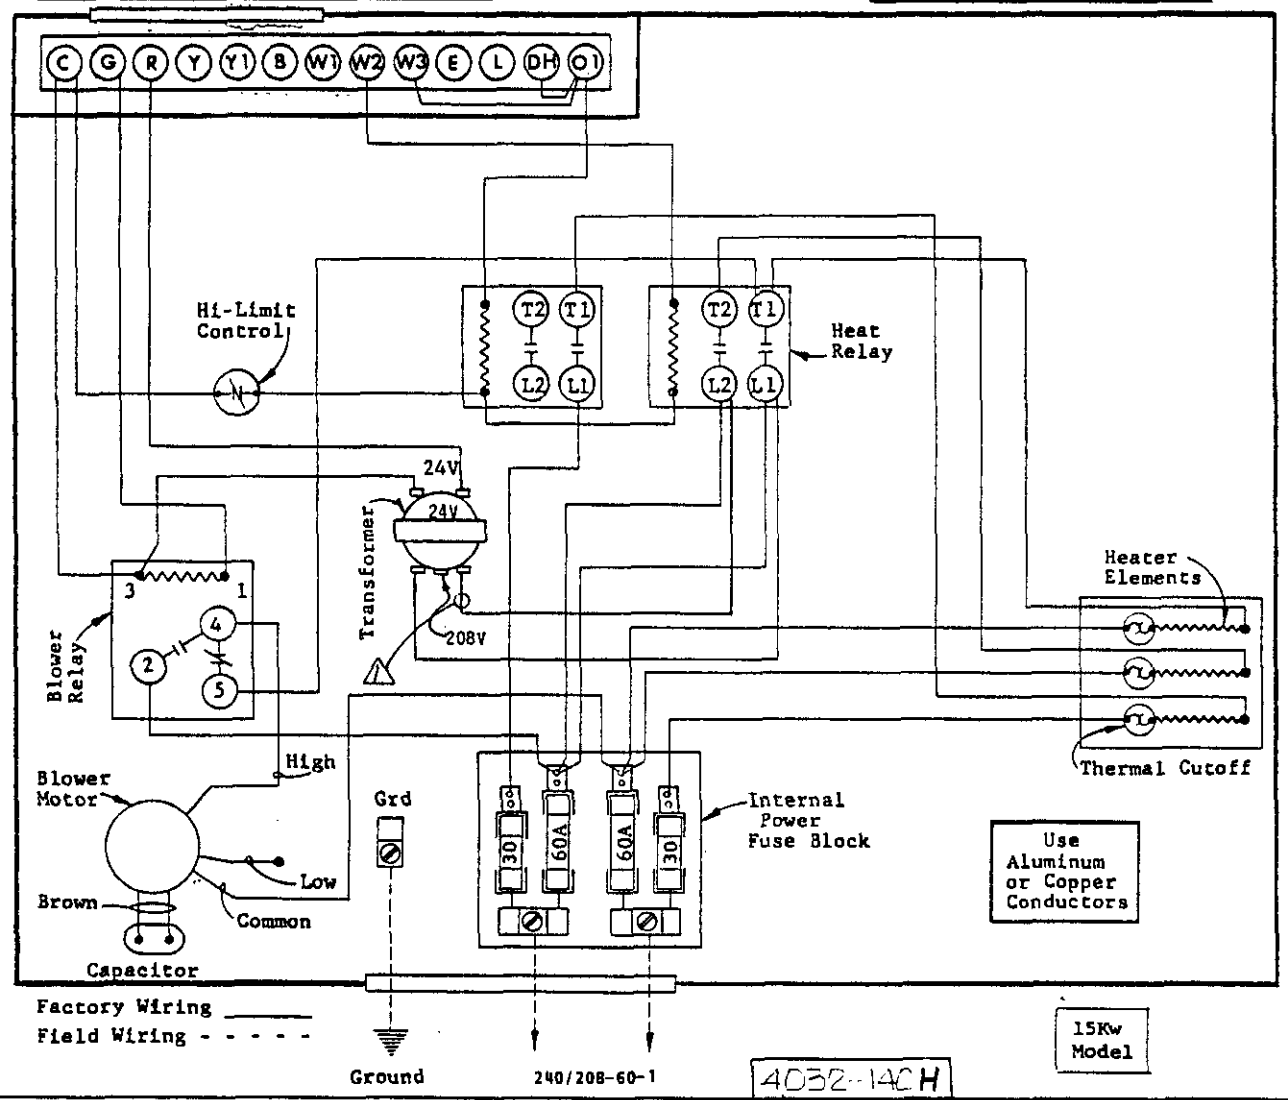 C G R Y Y1 B W1 W2 W3 E L DH O1
Hi-Limit
Control
T2 T1
L2 L1
T2 T1
L2 L1
Heat
Relay
24V
24V
Transformer
208V
3 1
4
2
5
Blower
Relay
Heater
Elements
Thermal Cutoff
High
Blower
Motor
Low
Common
Brown
Capacitor
Grd
30 60A 60A 30
Internal
Power
Fuse Block
Use
Aluminum
or Copper
Conductors
Factory Wiring
Field Wiring - - - - -
Ground
240/208-60-1
15Kw
Model
4032-14CH